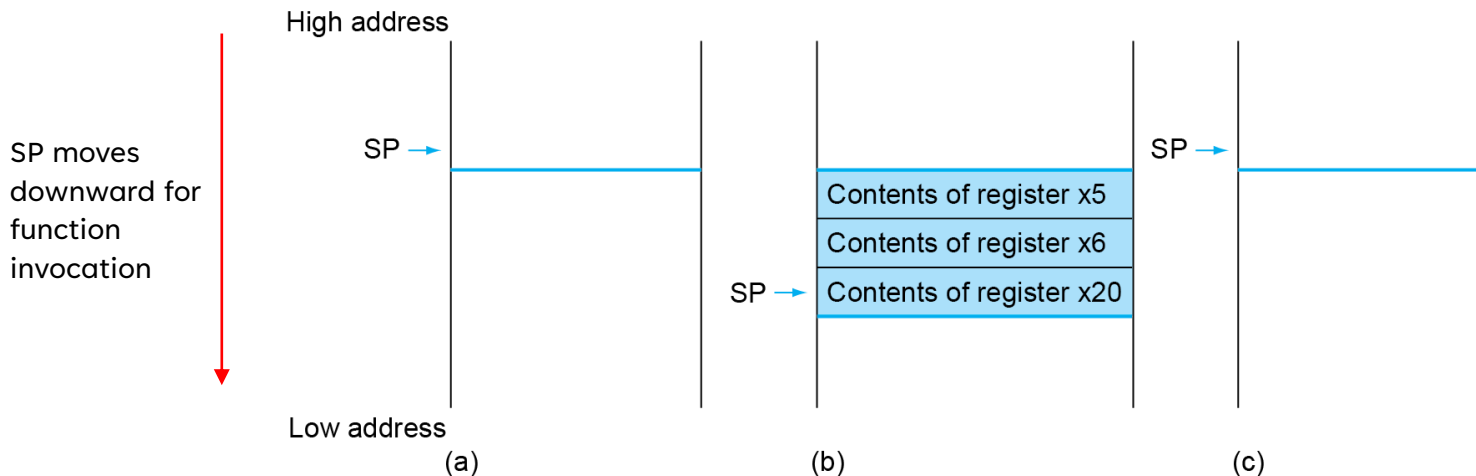 High address
SP moves
downward for
function
invocation
SP
SP
SP
Contents of register x5
Contents of register x6
Contents of register x20
Low address
(a)
(b)
(c)